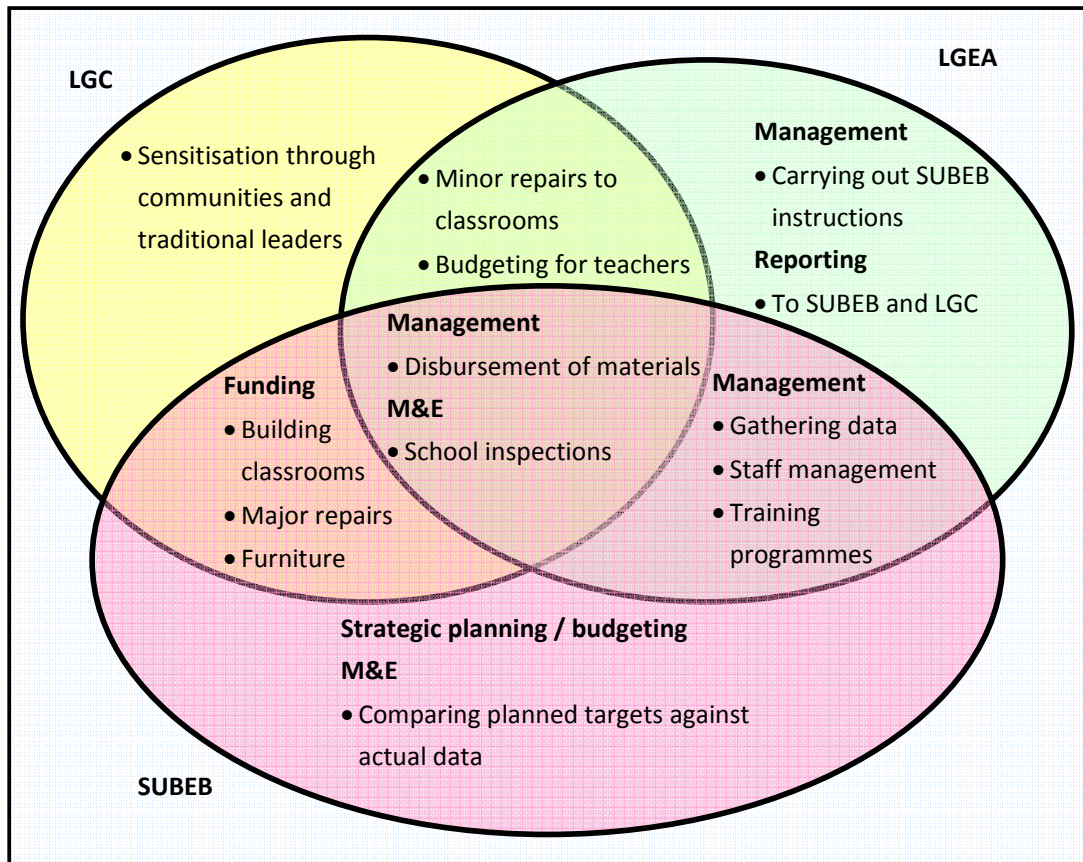 LGC
LGEA
• Sensitisation through
communities and
traditional leaders
• Minor repairs to
classrooms
• Budgeting for teachers
Management
• Carrying out SUBEB
instructions
Reporting
• To SUBEB and LGC
Management
• Disbursement of materials
M&E
• School inspections
Funding
• Building
classrooms
• Major repairs
• Furniture
Management
• Gathering data
• Staff management
• Training
programmes
Strategic planning / budgeting
M&E
• Comparing planned targets against
actual data
SUBEB